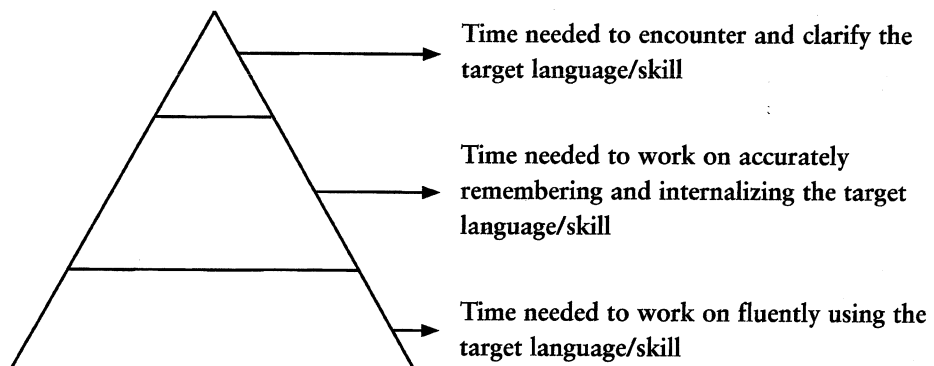 Time needed to encounter and clarify the
target language/skill
Time needed to work on accurately
remembering and internalizing the target
language/skill
Time needed to work on fluently using the
target language/skill